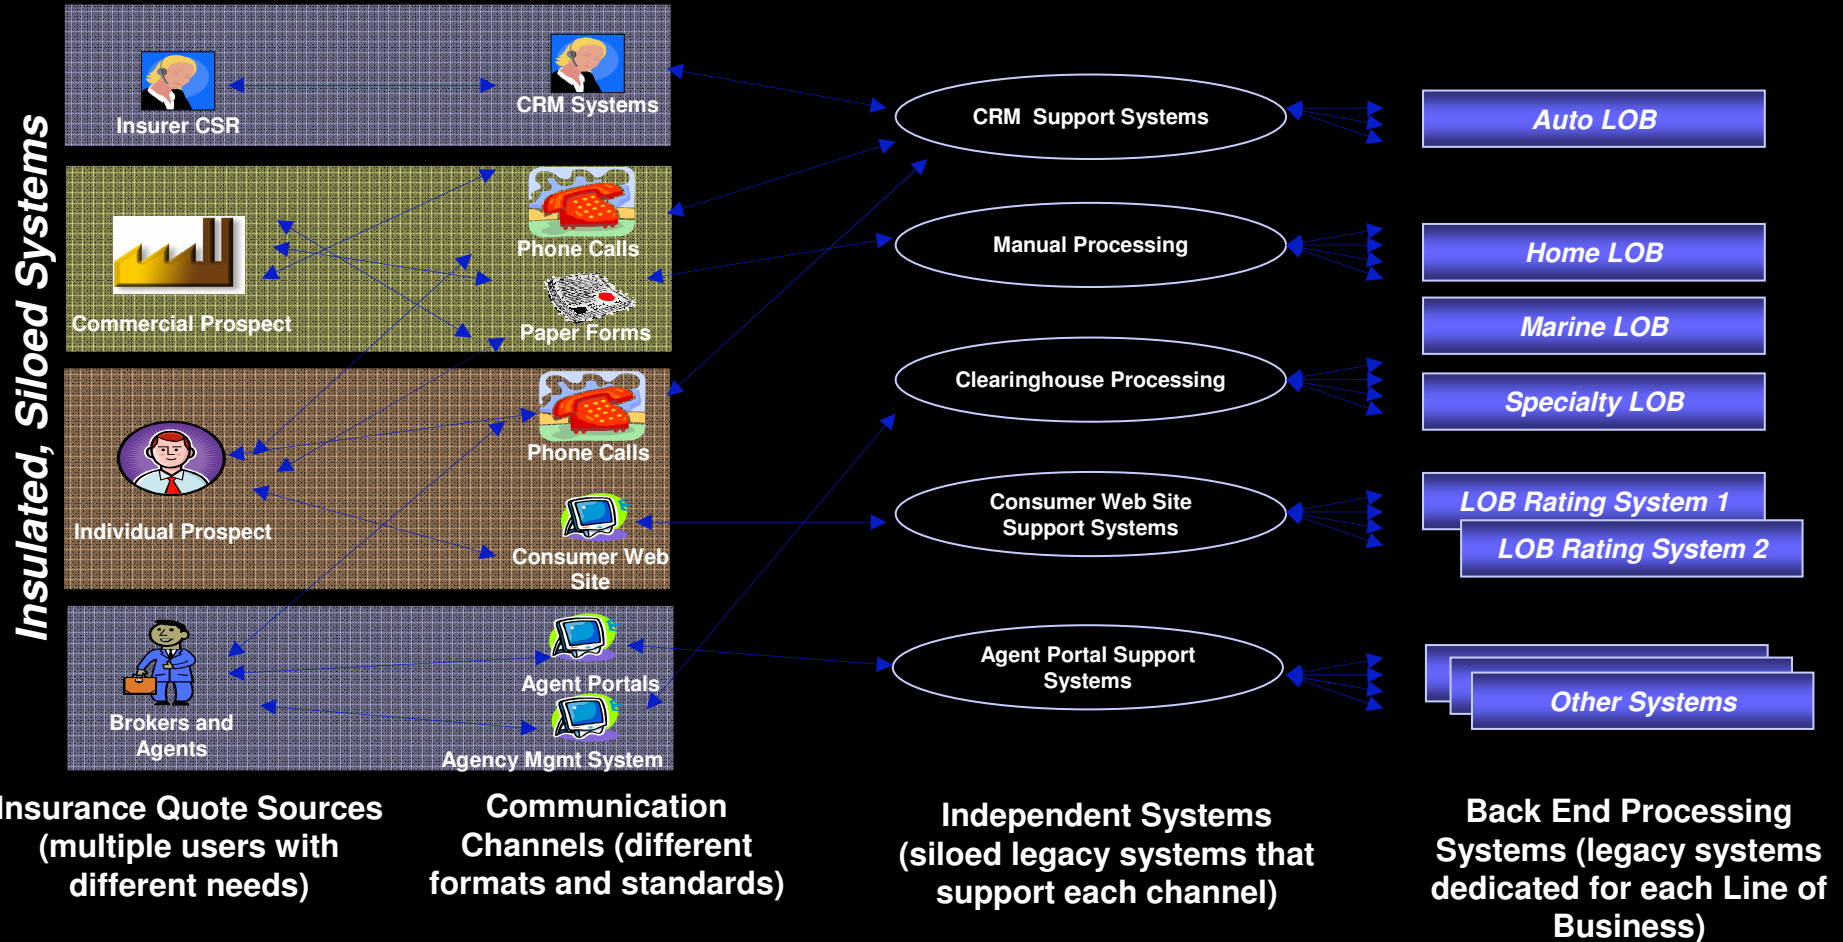 Insulated, Siloed Systems
Insurer CSR
CRM Systems
Commercial Prospect
Phone Calls
Paper Forms
Individual Prospect
Phone Calls
Consumer Web
Site
Brokers and
Agents
Agent Portals
Agency Mgmt System
CRM  Support Systems
Manual Processing
Clearinghouse Processing
Consumer Web Site
Support Systems
Agent Portal Support
Systems
Auto LOB
Home LOB
Marine LOB
Specialty LOB
LOB Rating System 1
LOB Rating System 2
Other Systems
Insurance Quote Sources
(multiple users with
different needs)
Communication
Channels (different
formats and standards)
Independent Systems
(siloed legacy systems that
support each channel)
Back End Processing
Systems (legacy systems
dedicated for each Line of
Business)